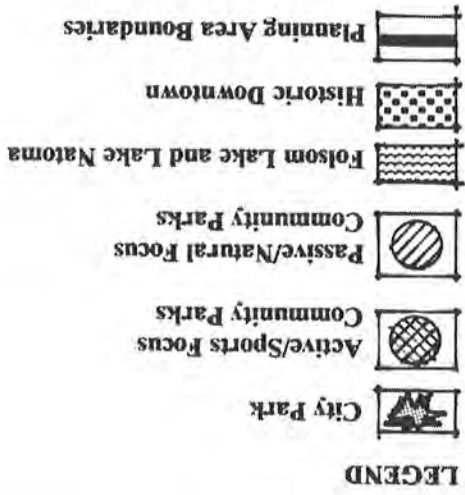 LEGEND
City Park
Active/Sports Focus
Community Parks
Passive/Natural Focus
Community Parks
Folsom Lake and Lake Natoma
Historic Downtown
Planning Area Boundaries